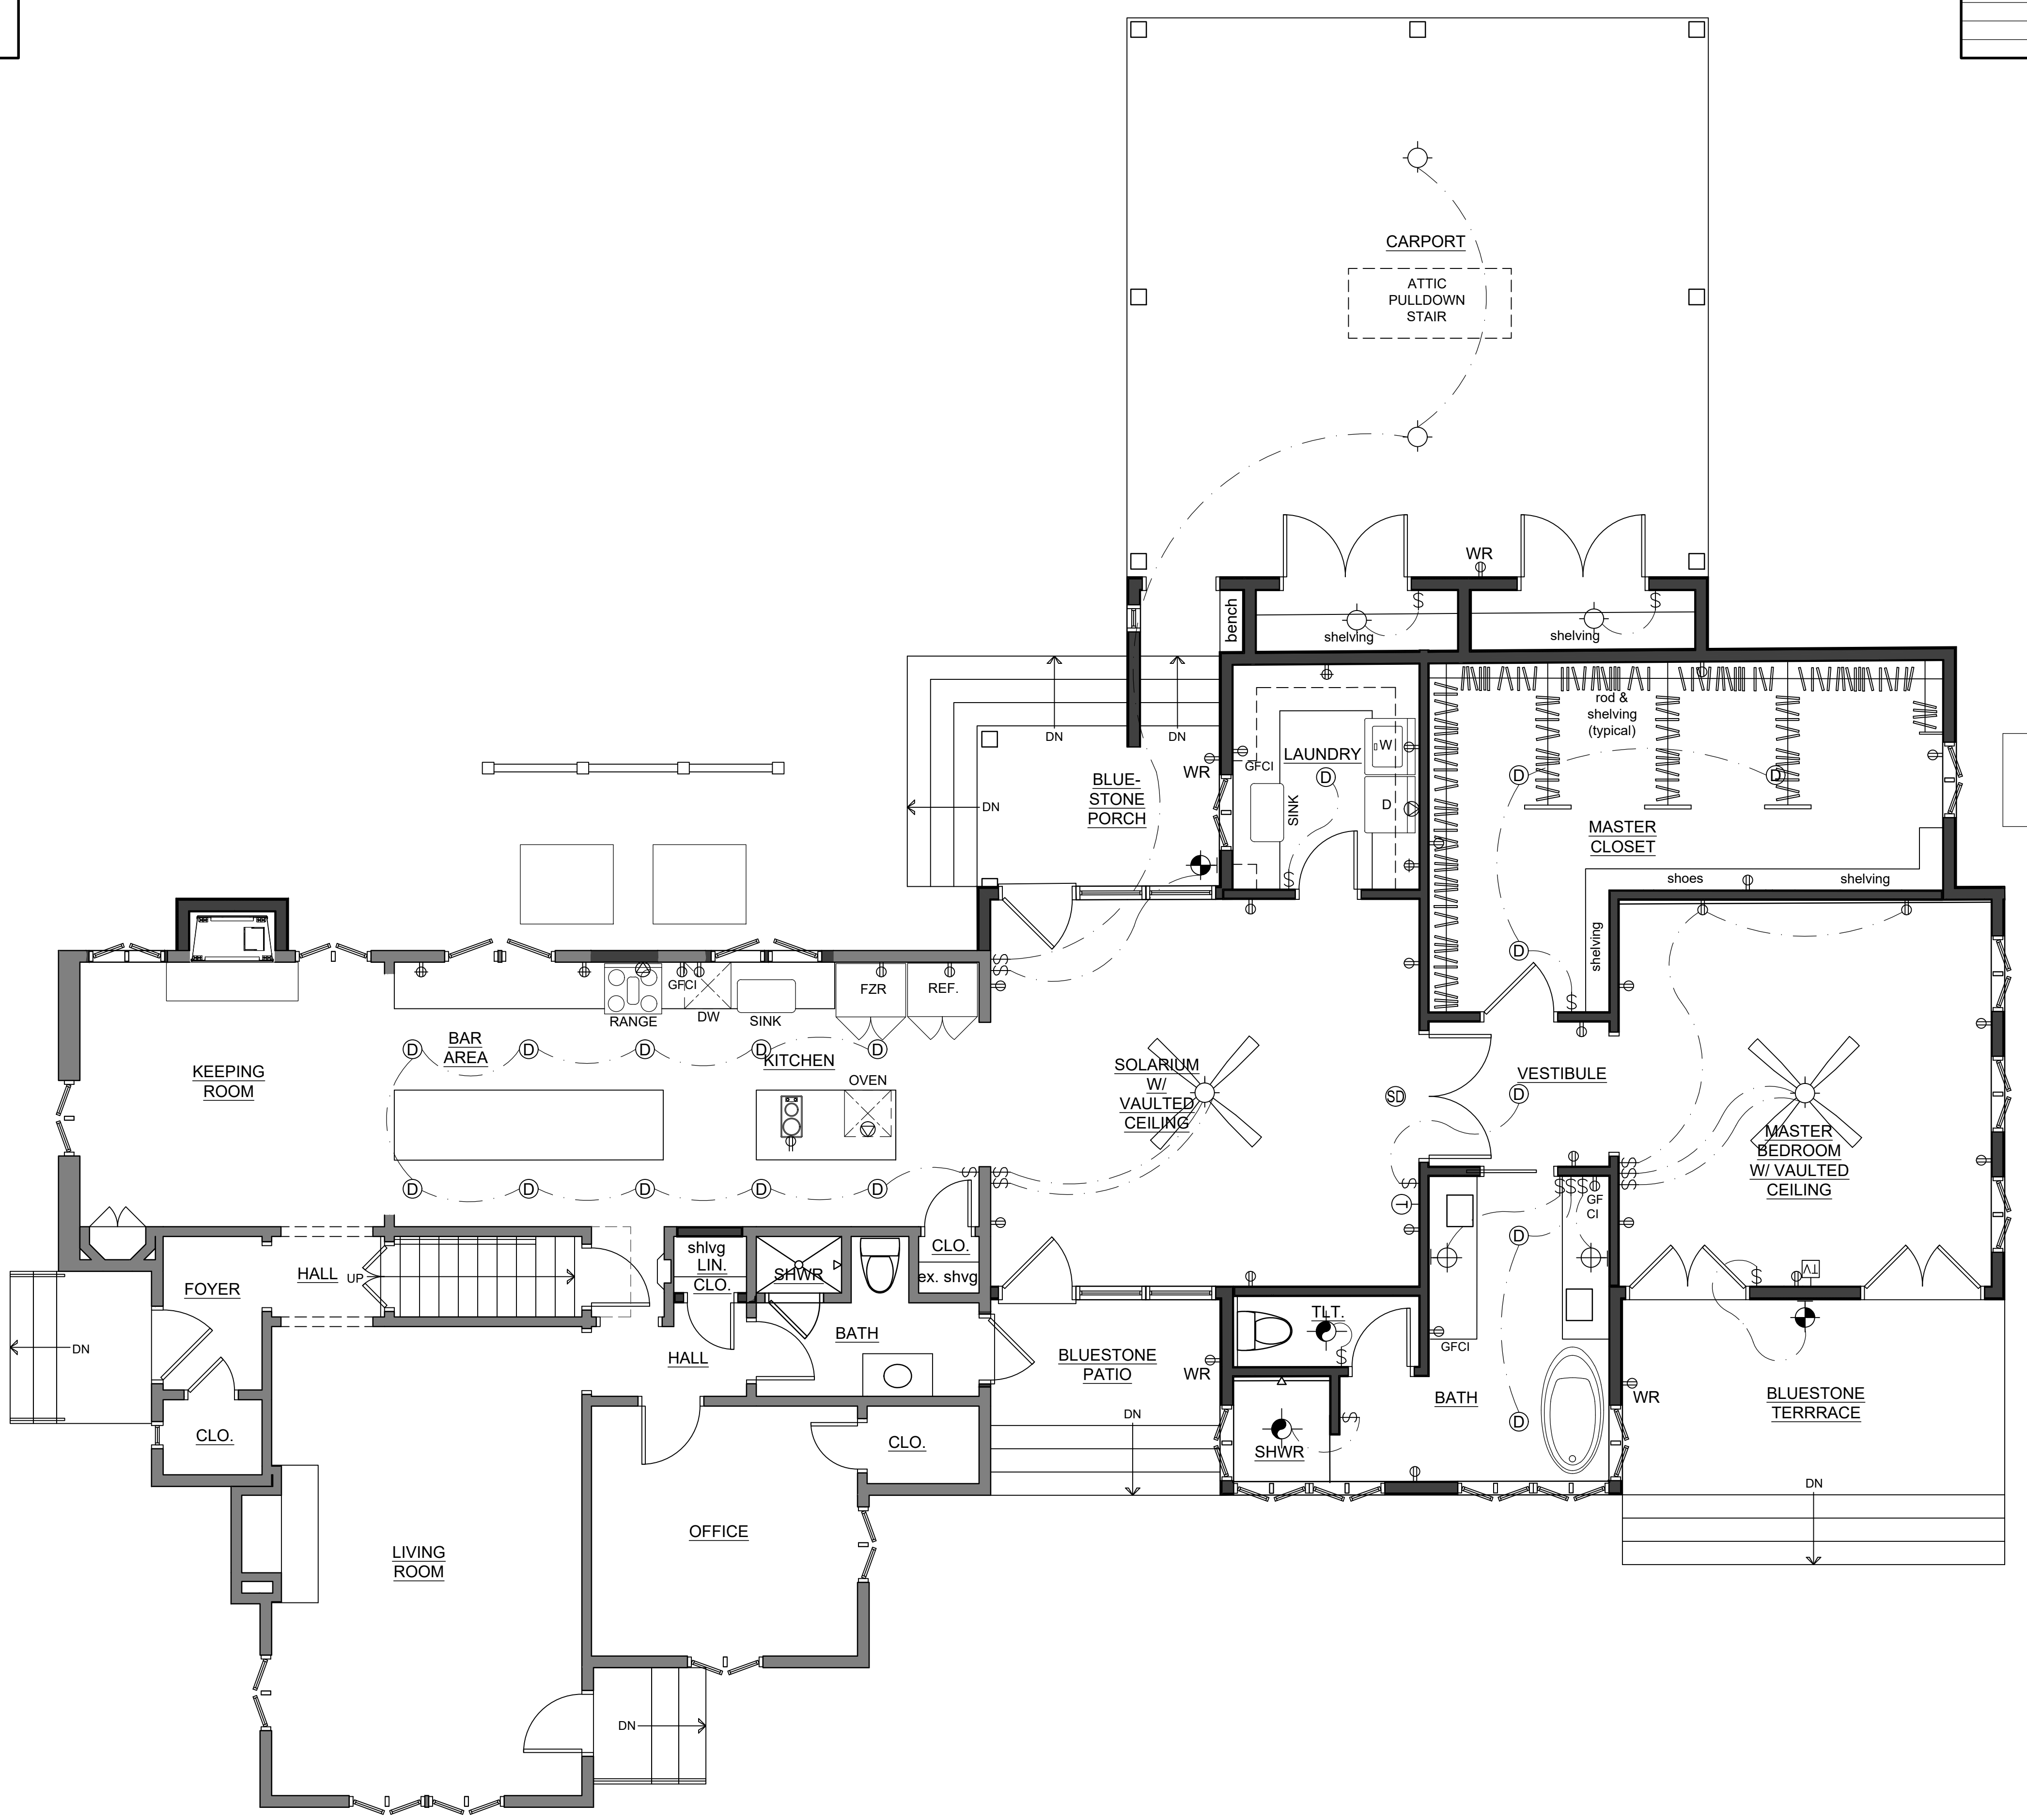 CARPORT
ATTIC
PULLDOWN
STAIR
WR
bench
$
$
shelving
shelving
rod &
shelving
(typical)
DN
DN
DN
WR
GFCI
LAUNDRY
W
D
D
SINK
$
BLUE-
STONE
PORCH
D
D
MASTER
CLOSET
shoes
shelving
shelving
D
$
$
$
FZR
REF.
GFCI
RANGE
DW
SINK
BAR
AREA
D
D
D
D
D
KITCHEN
OVEN
KEEPING
ROOM
SOLARIUM
W/
VAULTED
CEILING
SD
VESTIBULE
D
MASTER
BEDROOM
W/ VAULTED
CEILING
D
D
D
D
D
$
$
$
$
T
$$$
GF
CI
$
$
$
shlvg
LIN.
CLO.
SHWR
CLO.
ex. shvg
HALL
UP
FOYER
D
TV
$
TLT.
$
GFCI
BATH
HALL
DN
BLUESTONE
PATIO
WR
WR
BLUESTONE
TERRRACE
BATH
D
$
SHWR
DN
CLO.
CLO.
DN
OFFICE
LIVING
ROOM
DN